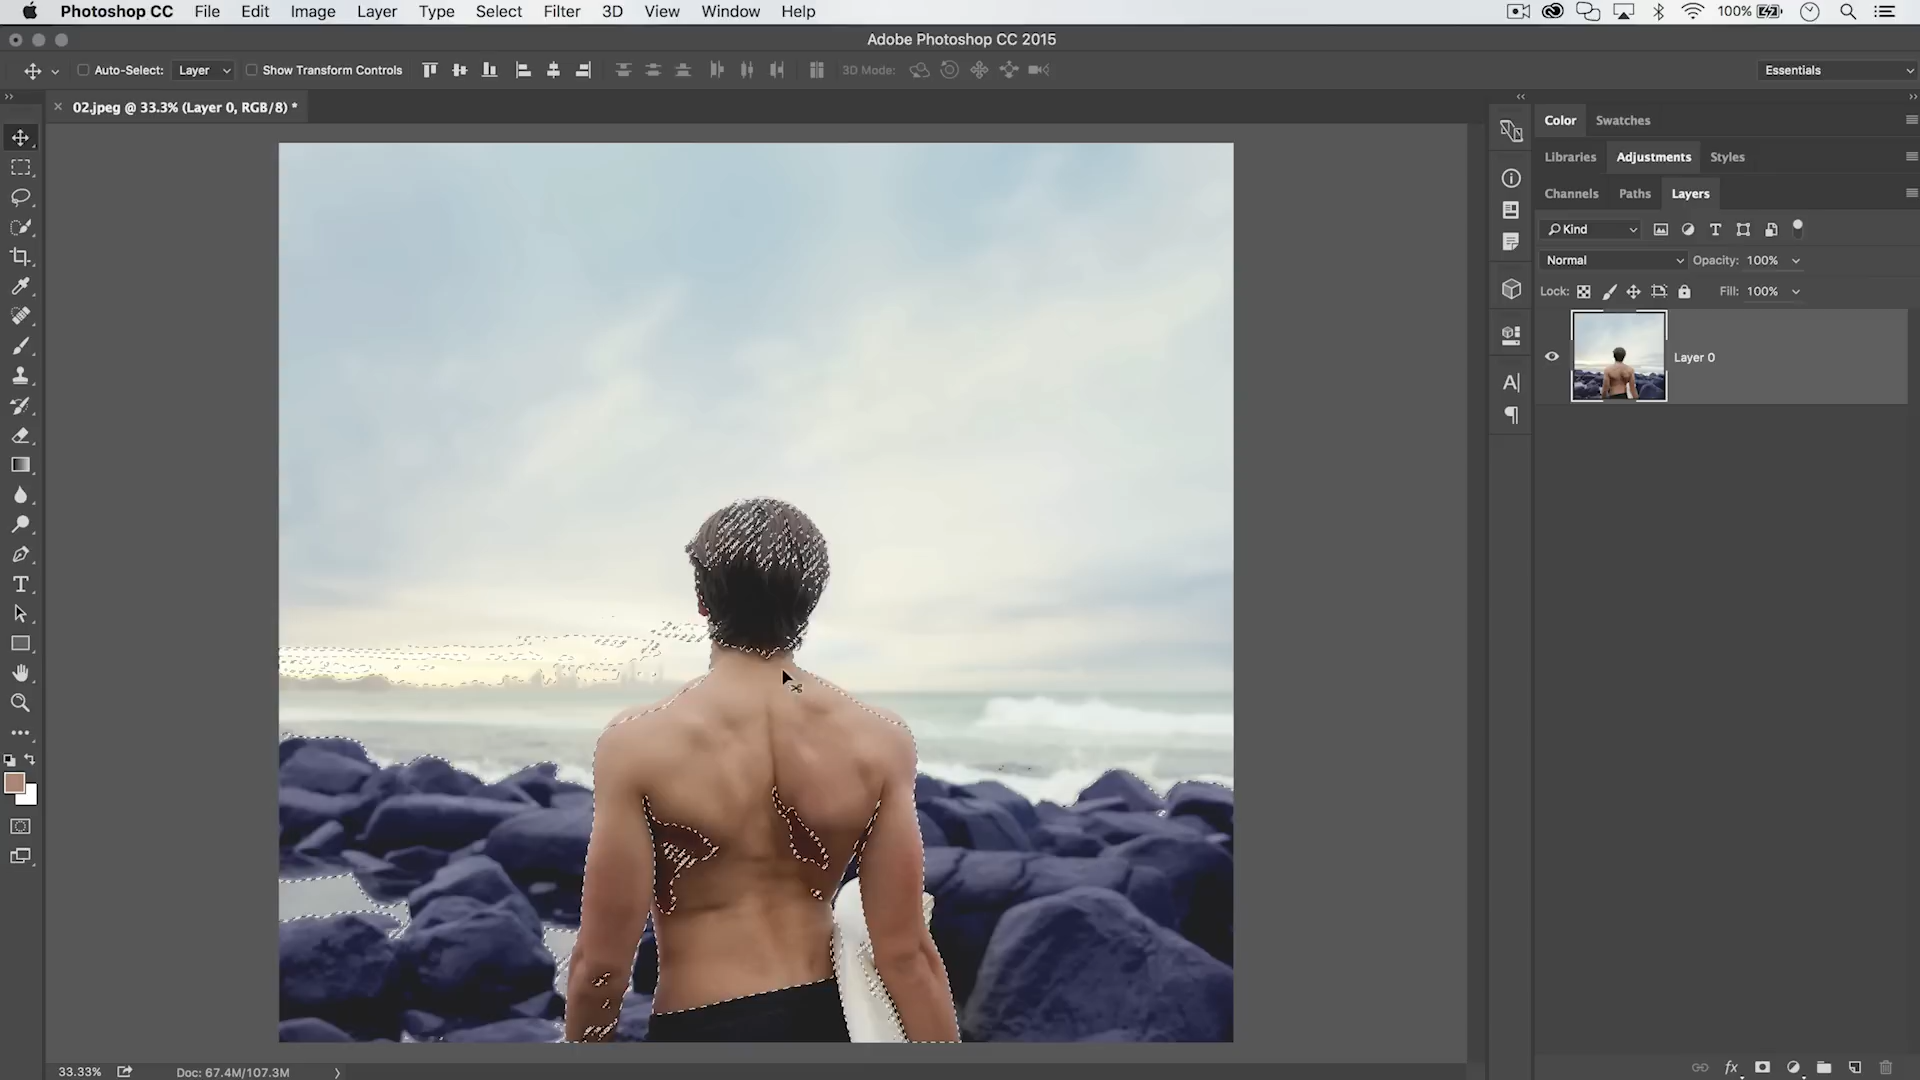 Photoshop CC File Edit Image Layer Type Select Filter 3D View Window Help 100%
Adobe Photoshop CC 2015
Auto-Select: Layer Show Transform Controls 3D Mode: Essentials
02.jpeg @ 33.3% (Layer 0, RGB/8) *
Color Swatches
Libraries Adjustments Styles
Channels Paths Layers
Kind
Normal Opacity: 100%
Lock: Fill: 100%
Layer 0
33.33% Doc: 67.4M/107.3M